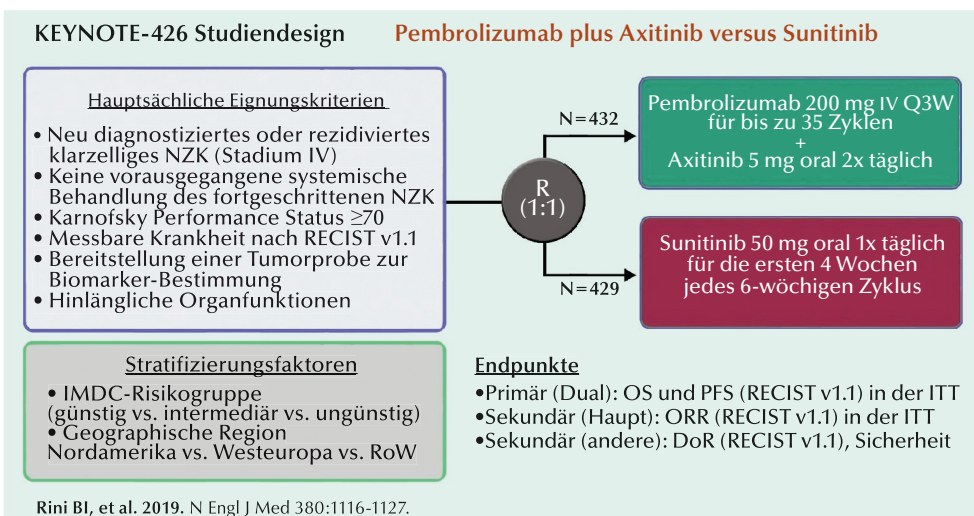 KEYNOTE-426 Studiendesign Pembrolizumab plus Axitinib versus Sunitinib
Hauptsächliche Eignungskriterien
• Neu diagnostiziertes oder rezidiviertes
klarzelliges NZK (Stadium IV)
• Keine vorausgegangene systemische
Behandlung des fortgeschrittenen NZK
• Karnofsky Performance Status ≥70
• Messbare Krankheit nach RECIST v1.1
• Bereitstellung einer Tumorprobe zur
Biomarker-Bestimmung
• Hinlängliche Organfunktionen
R
(1:1)
N=432
Pembrolizumab 200 mg IV Q3W
für bis zu 35 Zyklen
+
Axitinib 5 mg oral 2x täglich
N=429
Sunitinib 50 mg oral 1x täglich
für die ersten 4 Wochen
jedes 6-wöchigen Zyklus
Stratifizierungsfaktoren
• IMDC-Risikogruppe
(günstig vs. intermediär vs. ungünstig)
• Geographische Region
Nordamerika vs. Westeuropa vs. RoW
Endpunkte
•Primär (Dual): OS und PFS (RECIST v1.1) in der ITT
•Sekundär (Haupt): ORR (RECIST v1.1) in der ITT
•Sekundär (andere): DoR (RECIST v1.1), Sicherheit
Rini BI, et al. 2019. N Engl J Med 380:1116-1127.